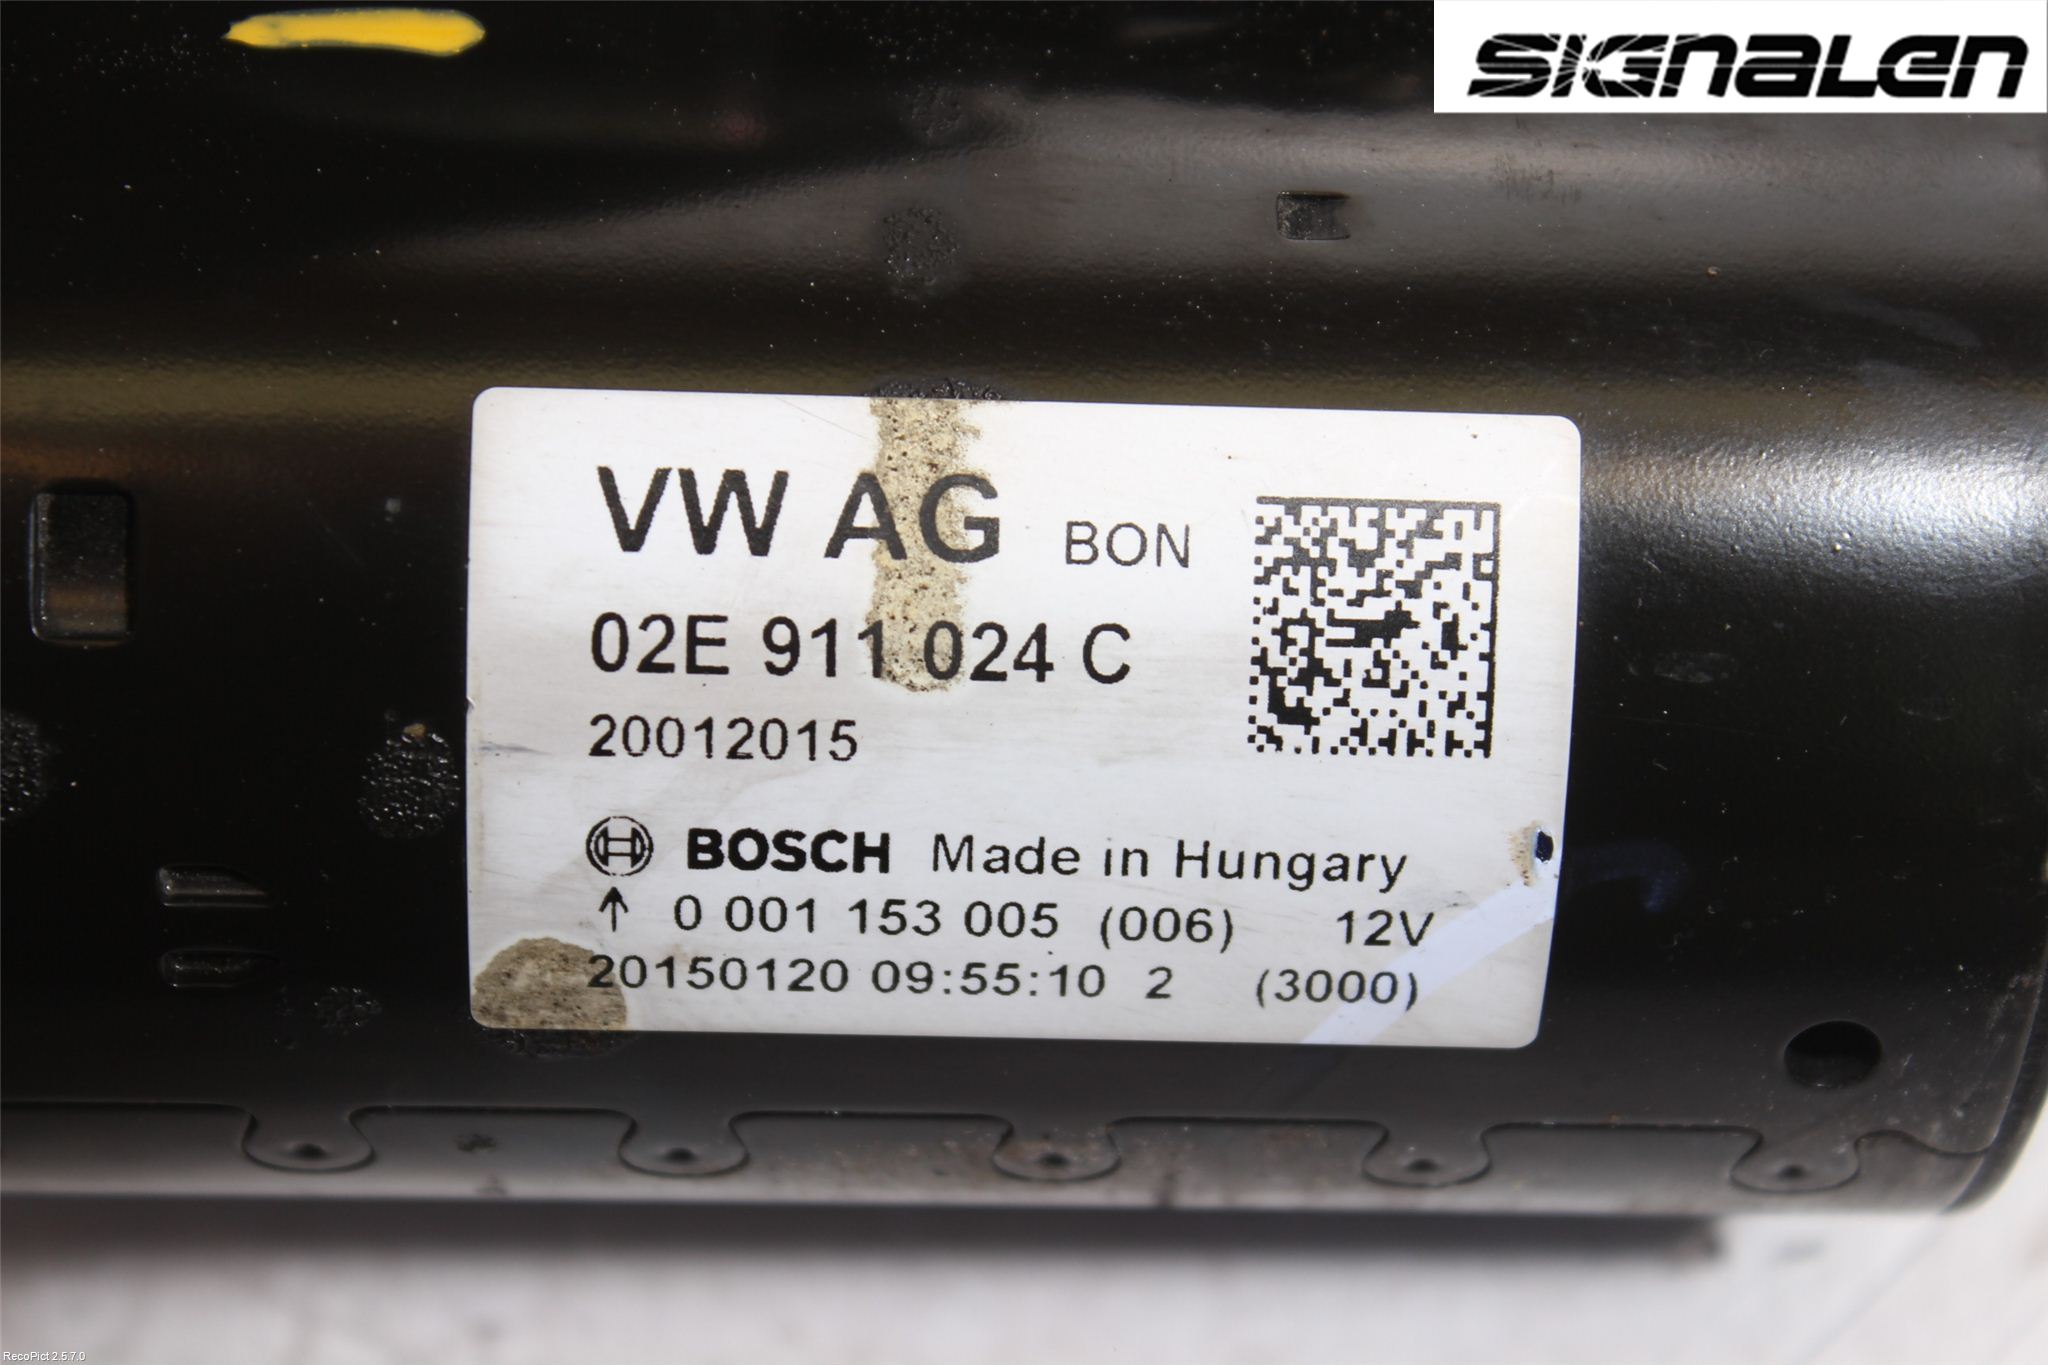 SIGNALEN
VW AG BON
02E 911 024 C
20012015
BOSCH Made in Hungary
↑ 0 001 153 005 (006) 12V
20150120 09:55:10 2 (3000)
RecoPict 2.5.7.0